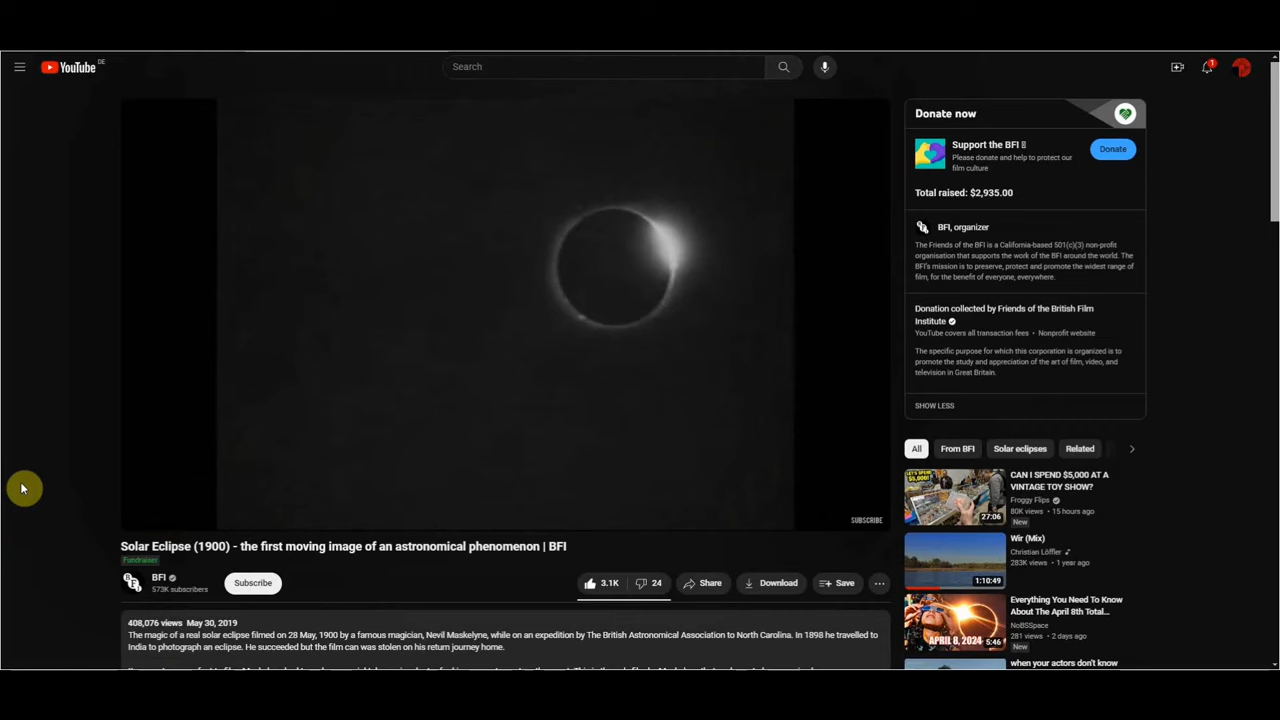 YouTube DE
Search
1
Donate now
Support the BFI
Please donate and help to protect our
film culture
Donate
Total raised: $2,935.00
BFI, organizer
The Friends of the BFI is a California-based 501(c)(3) non-profit
organisation that supports the work of the BFI around the world. The
BFI's mission is to preserve, protect and promote the widest range of
film, for the benefit of everyone, everywhere.
Donation collected by Friends of the British Film
Institute
YouTube covers all transaction fees • Nonprofit website
The specific purpose for which this corporation is organized is to
promote the study and appreciation of the art of film, video, and
television in Great Britain.
SHOW LESS
All From BFI Solar eclipses Related
CAN I SPEND $5,000 AT A
VINTAGE TOY SHOW?
Froggy Flips
80K views • 15 hours ago
New
27:06
Wir (Mix)
Christian Löffler
283K views • 1 year ago
1:10:49
Everything You Need To Know
About The April 8th Total...
NoBSSpace
281 views • 2 days ago
New
APRIL 8, 2024
5:46
when your actors don't know
SUBSCRIBE
Solar Eclipse (1900) - the first moving image of an astronomical phenomenon | BFI
Fundraiser
BFI
573K subscribers
Subscribe
3.1K
24
Share
Download
Save
408,076 views May 30, 2019
The magic of a real solar eclipse filmed on 28 May, 1900 by a famous magician, Nevil Maskelyne, while on an expedition by The British Astronomical Association to North Carolina. In 1898 he travelled to
India to photograph an eclipse. He succeeded but the film can was stolen on his return journey home.